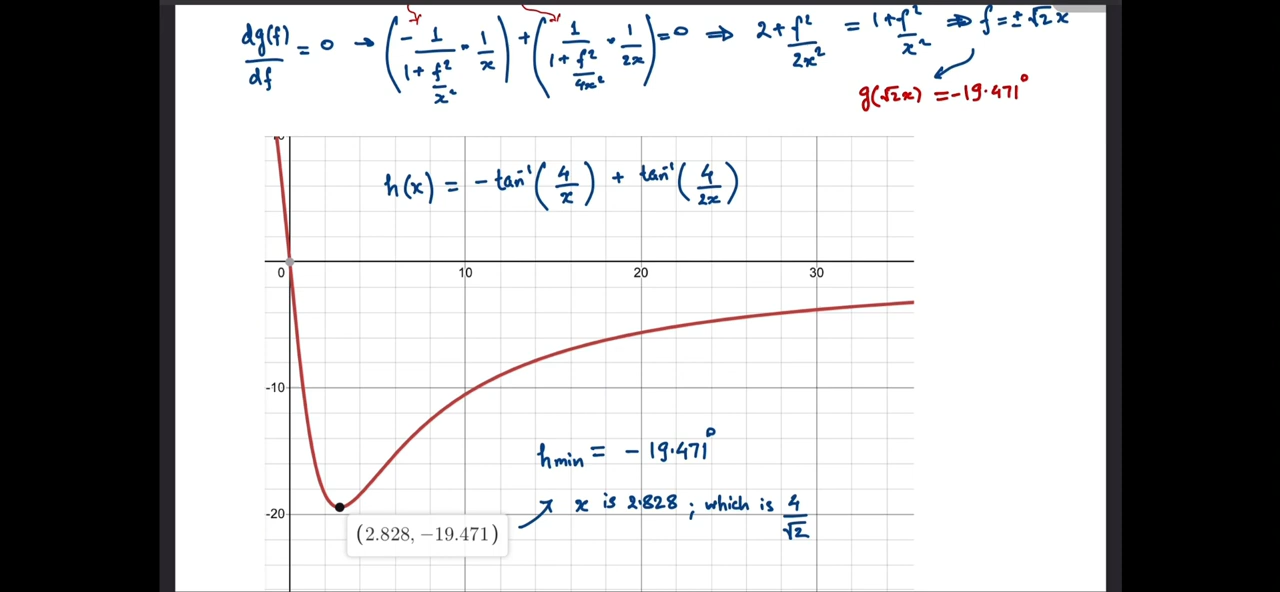 dg(f)/df = 0 → (- 1/(1 + f²/x²) · 1/x) + (1/(1 + f²/4x²) · 1/2x) = 0 ⇒ 2 + f²/2x² = 1 + f²/x² ⇒ f = ± √2 x
g(√2x) = -19.471°
h(x) = - tan⁻¹(4/x) + tan⁻¹(4/2x)
0 10 20 30
-10
hmin = - 19.471°
-20
x is 2.828 ; which is 4/√2
(2.828, −19.471)